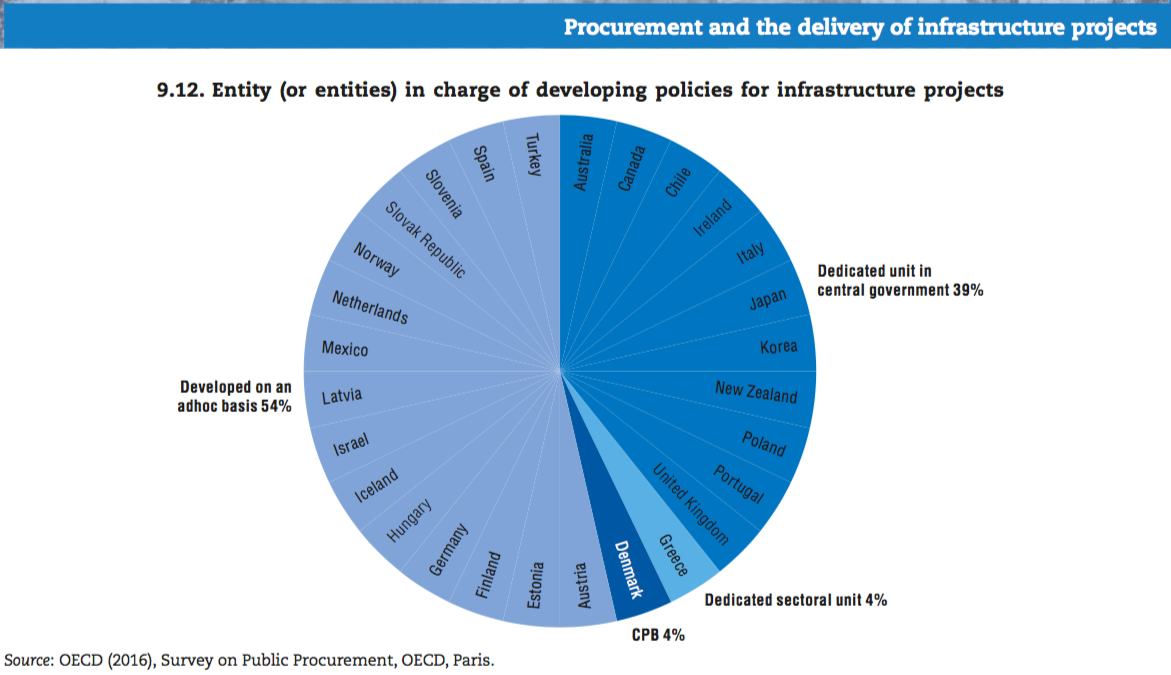 Procurement and the delivery of infrastructure projects
9.12. Entity (or entities) in charge of developing policies for infrastructure projects
Australia
Canada
Chile
Ireland
Italy
Japan
Korea
New Zealand
Poland
Portugal
United Kingdom
Greece
Denmark
Austria
Estonia
Finland
Germany
Hungary
Iceland
Israel
Latvia
Mexico
Netherlands
Norway
Slovak Republic
Slovenia
Spain
Turkey
Dedicated unit in
central government 39%
Dedicated sectoral unit 4%
CPB 4%
Developed on an
adhoc basis 54%
Source: OECD (2016), Survey on Public Procurement, OECD, Paris.